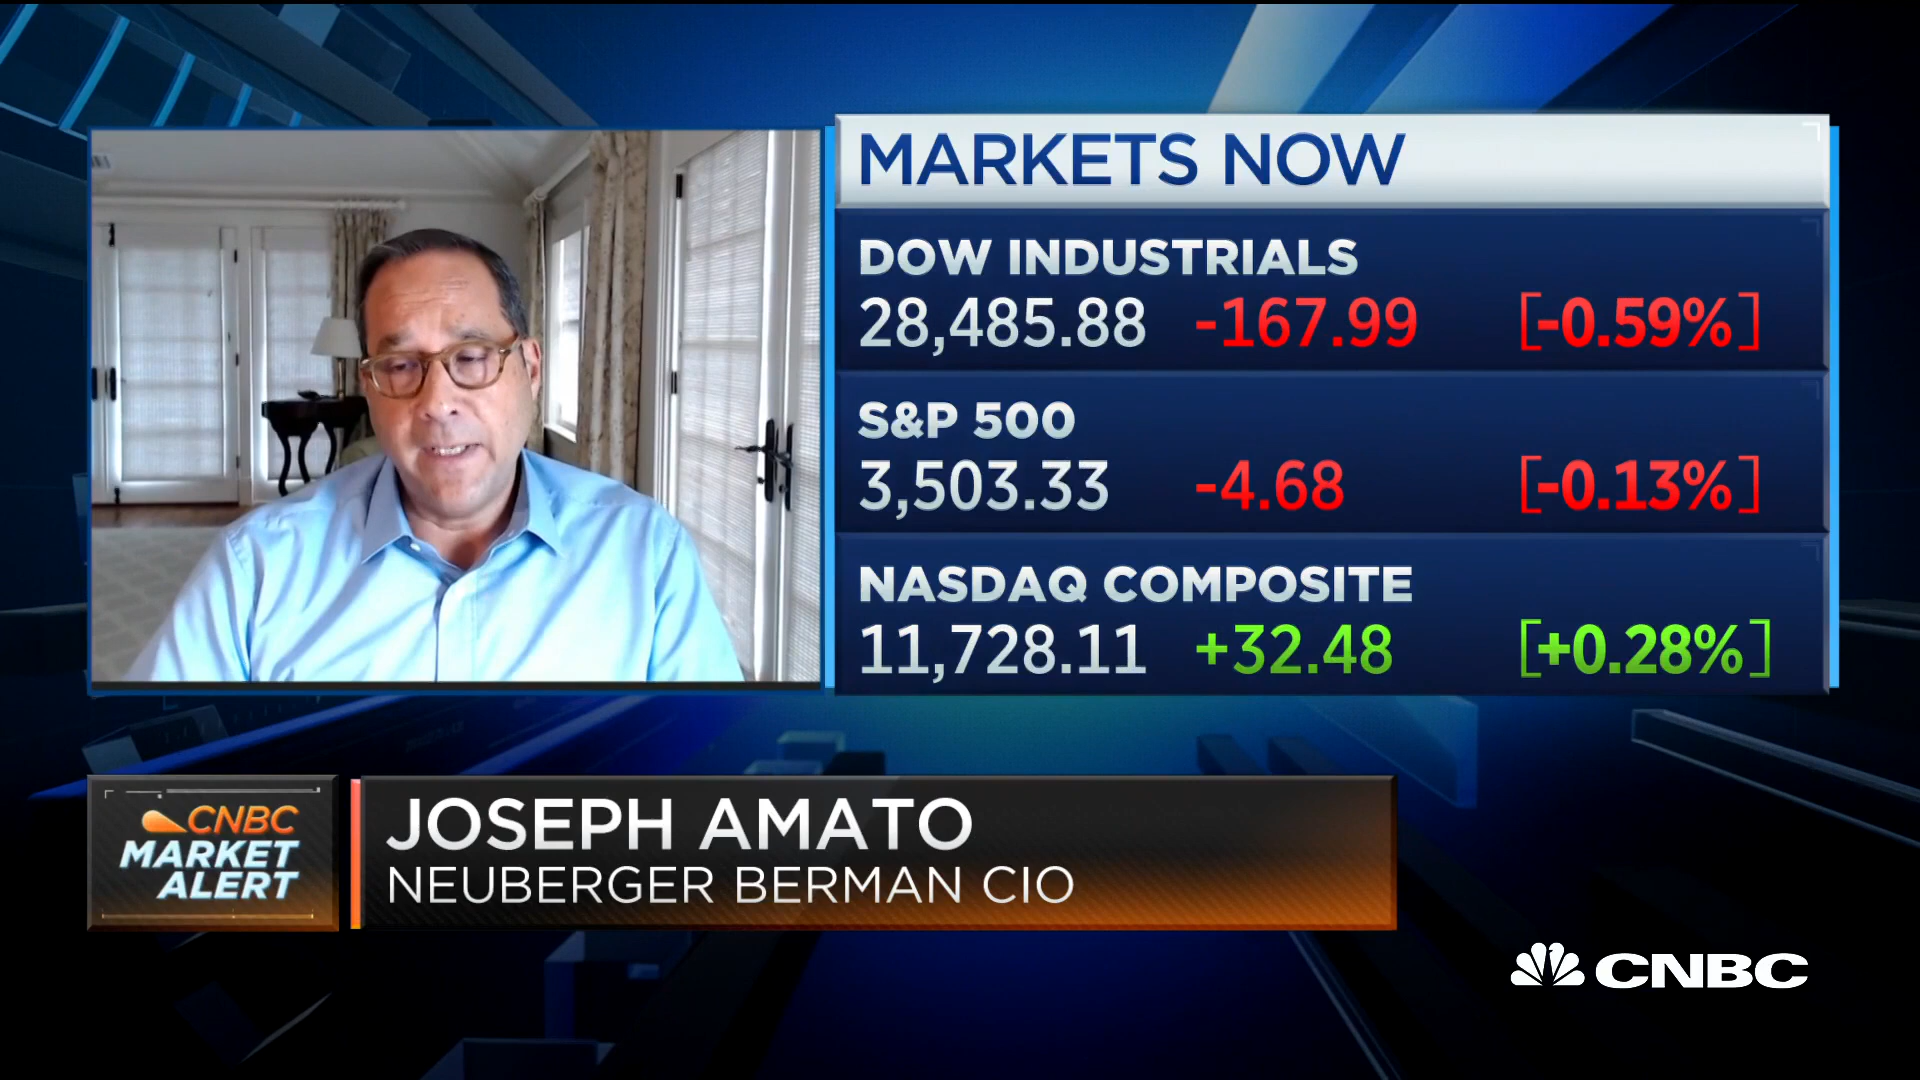 MARKETS NOW
DOW INDUSTRIALS
28,485.88 -167.99 [-0.59%]
S&P 500
3,503.33 -4.68 [-0.13%]
NASDAQ COMPOSITE
11,728.11 +32.48 [+0.28%]
CNBC
MARKET
ALERT
JOSEPH AMATO
NEUBERGER BERMAN CIO
CNBC